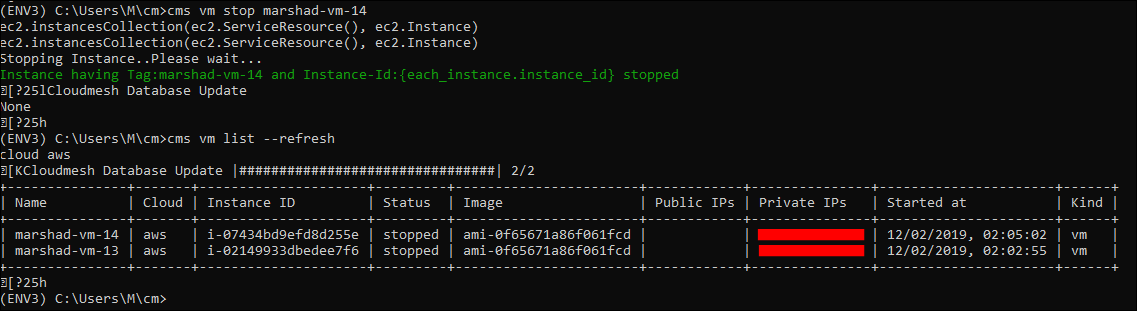 (ENV3) C:\Users\M\cm>cms vm stop marshad-vm-14
ec2.instancesCollection(ec2.ServiceResource(), ec2.Instance)
ec2.instancesCollection(ec2.ServiceResource(), ec2.Instance)
Stopping Instance..Please wait...
Instance having Tag:marshad-vm-14 and Instance-Id:{each_instance.instance_id} stopped
[?25lCloudmesh Database Update
None
[?25h
(ENV3) C:\Users\M\cm>cms vm list --refresh
cloud aws
[KCloudmesh Database Update |################################| 2/2
+---------------+-------+---------------------+---------+-----------------------+------------+-------------+----------------------+------+
| Name | Cloud | Instance ID | Status | Image | Public IPs | Private IPs | Started at | Kind |
+---------------+-------+---------------------+---------+-----------------------+------------+-------------+----------------------+------+
| marshad-vm-14 | aws | i-07434bd9efd8d255e | stopped | ami-0f65671a86f061fcd | | | 12/02/2019, 02:05:02 | vm |
| marshad-vm-13 | aws | i-02149933dbedee7f6 | stopped | ami-0f65671a86f061fcd | | | 12/02/2019, 02:02:55 | vm |
+---------------+-------+---------------------+---------+-----------------------+------------+-------------+----------------------+------+
[?25h
(ENV3) C:\Users\M\cm>